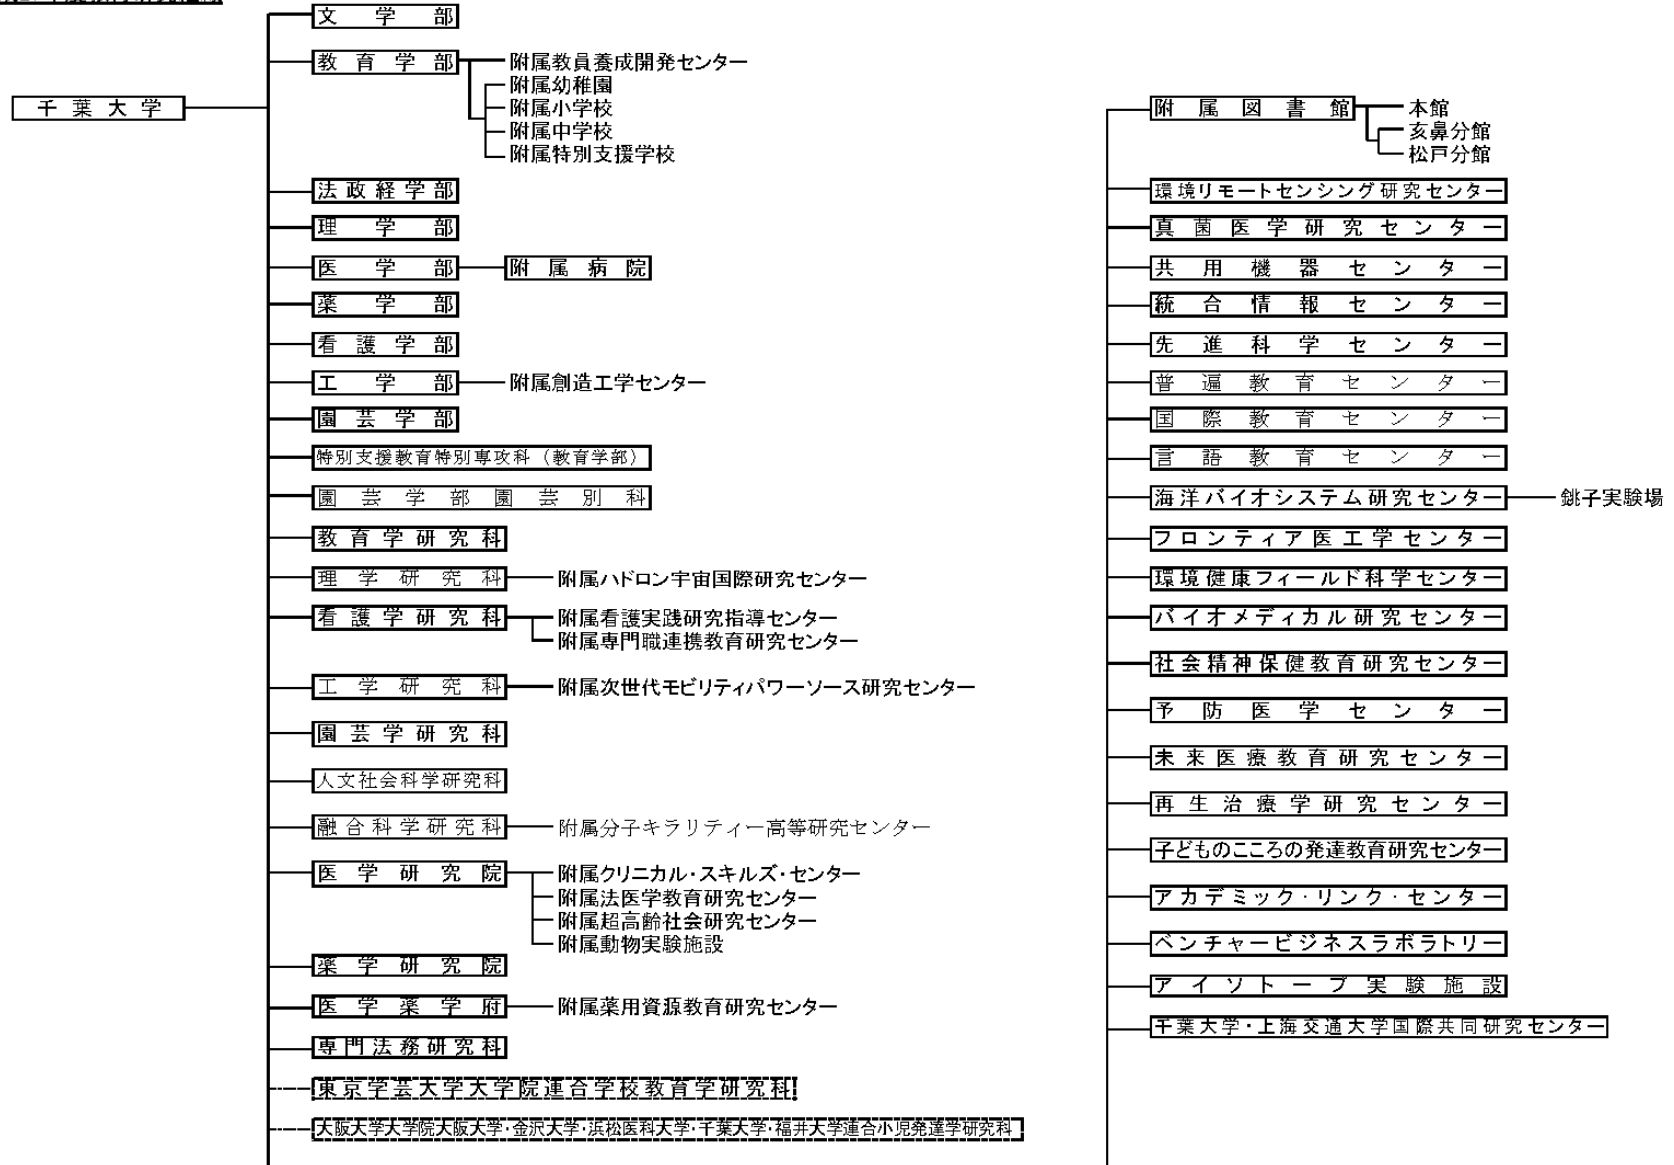 千葉大学
文学部
教育学部
附属教員養成開発センター
附属幼稚園
附属小学校
附属中学校
附属特別支援学校
法政経学部
理学部
医学部
附属病院
薬学部
看護学部
工学部
附属創造工学センター
園芸学部
特別支援教育特別専攻科（教育学部）
園芸学部園芸別科
教育学研究科
理学研究科
附属ハドロン宇宙国際研究センター
看護学研究科
附属看護実践研究指導センター
附属専門職連携教育研究センター
工学研究科
附属次世代モビリティパワーソース研究センター
園芸学研究科
人文社会科学研究科
融合科学研究科
附属分子キラリティー高等研究センター
医学研究院
附属クリニカル・スキルズ・センター
附属法医学教育研究センター
附属超高齢社会研究センター
附属動物実験施設
薬学研究院
医学薬学府
附属薬用資源教育研究センター
専門法務研究科
東京学芸大学大学院連合学校教育学研究科
大阪大学大学院大阪大学・金沢大学・浜松医科大学・千葉大学・福井大学連合小児発達学研究科
附属図書館
本館
亥鼻分館
松戸分館
環境リモートセンシング研究センター
真菌医学研究センター
共用機器センター
統合情報センター
先進科学センター
普遍教育センター
国際教育センター
言語教育センター
海洋バイオシステム研究センター
銚子実験場
フロンティア医工学センター
環境健康フィールド科学センター
バイオメディカル研究センター
社会精神保健教育研究センター
予防医学センター
未来医療教育研究センター
再生治療学研究センター
子どものこころの発達教育研究センター
アカデミック・リンク・センター
ベンチャービジネスラボラトリー
アイソトープ実験施設
千葉大学・上海交通大学国際共同研究センター